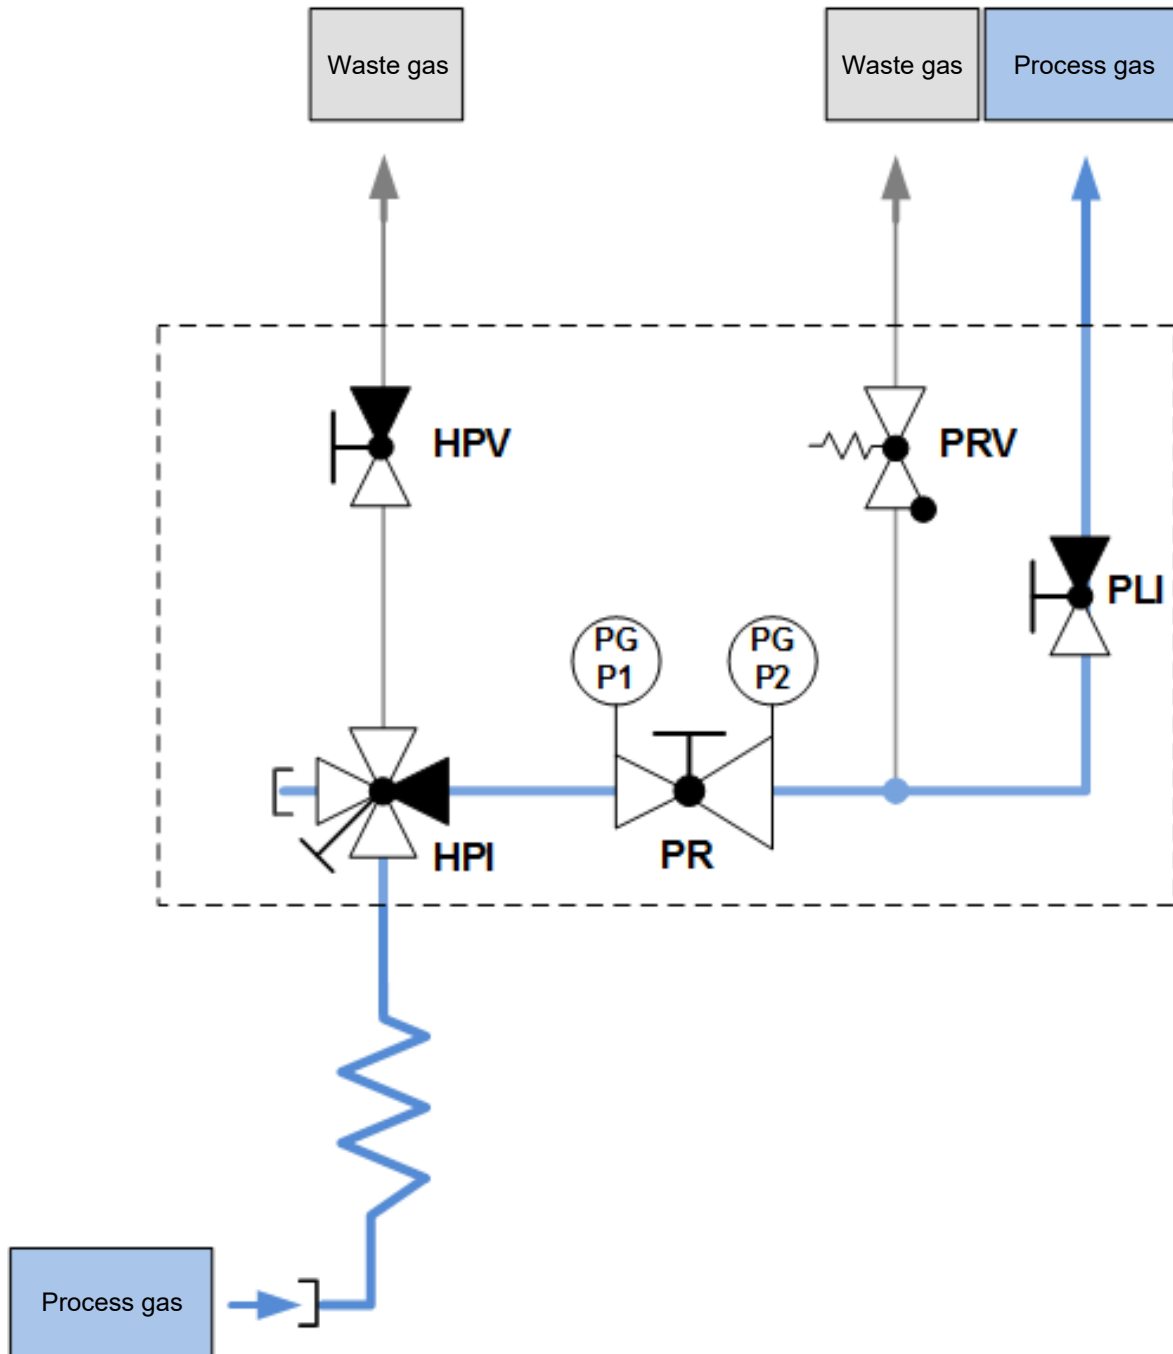 Waste gas
Waste gas
Process gas
HPV
PRV
PLI
PG
P1
PG
P2
HPI
PR
Process gas